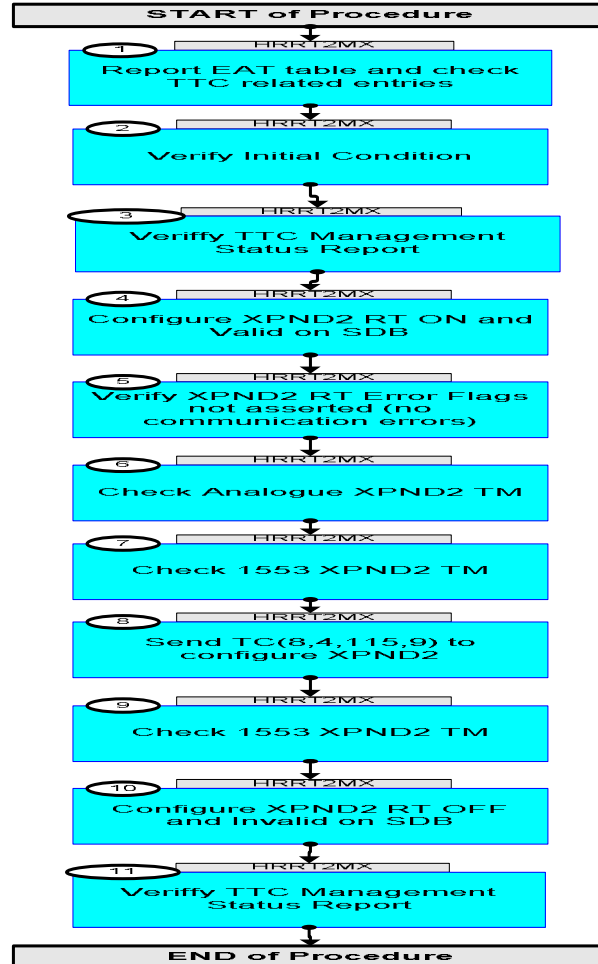 START of Procedure
HRRT2MX
1
Report EAT table and check
TTC related entries
HRRT2MX
2
Verify Initial Condition
HRRT2MX
3
Veriffy TTC Management
Status Report
HRRT2MX
4
Configure XPND2 RT ON and
Valid on SDB
HRRT2MX
5
Verify XPND2 RT Error Flags
not asserted (no
communication errors)
HRRT2MX
6
Check Analogue XPND2 TM
HRRT2MX
7
Check 1553 XPND2 TM
HRRT2MX
8
Send TC(8,4,115,9) to
configure XPND2
HRRT2MX
9
Check 1553 XPND2 TM
HRRT2MX
10
Configure XPND2 RT OFF
and Invalid on SDB
HRRT2MX
11
Veriffy TTC Management
Status Report
END of Procedure